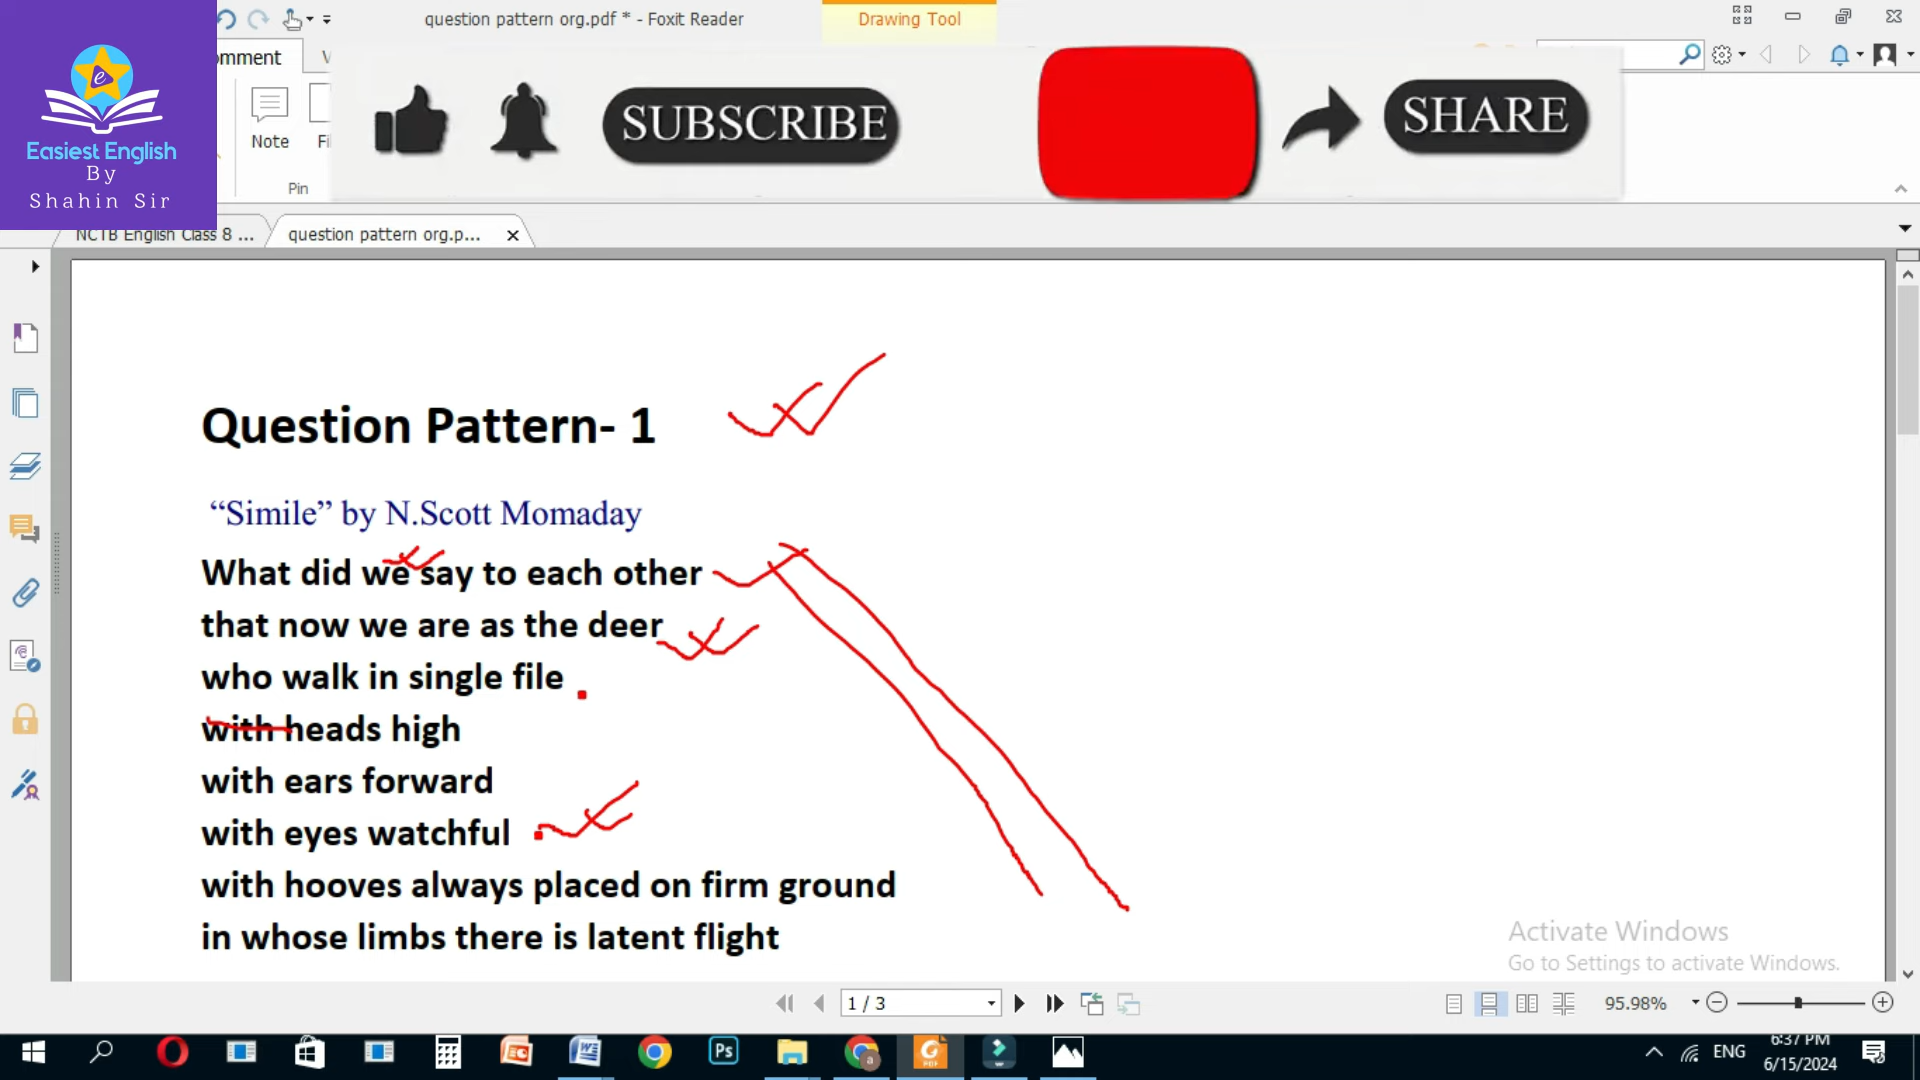 question pattern org.pdf * - Foxit Reader
Drawing Tool
omment
Note
Pin
SUBSCRIBE
SHARE
e
Easiest English
By
Shahin Sir
NCTB English Class 8 ...
question pattern org.p...
Question Pattern- 1
“Simile” by N.Scott Momaday
What did we say to each other
that now we are as the deer
who walk in single file
with heads high
with ears forward
with eyes watchful
with hooves always placed on firm ground
in whose limbs there is latent flight
Activate Windows
Go to Settings to activate Windows.
1 / 3
95.98%
Ps
PDF
ENG
6:37 PM
6/15/2024